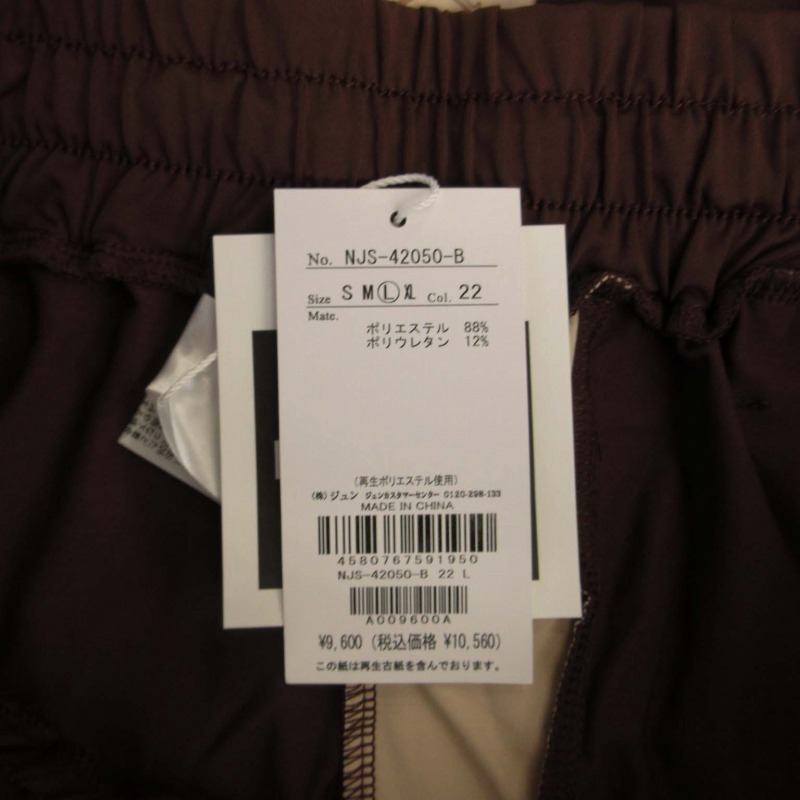 No. NJS-42050-B
Size S M L XL Col. 22
Mate.
ポリエステル 88%
ポリウレタン 12%
(再生ポリエステル使用)
(株)ジュン ジュンカスタマーセンター 0120-298-133
MADE IN CHINA
4580767591950
NJS-42050-B 22 L
A009600A
¥9,600 (税込価格 ¥10,560)
この紙は再生古紙を含んでおります。